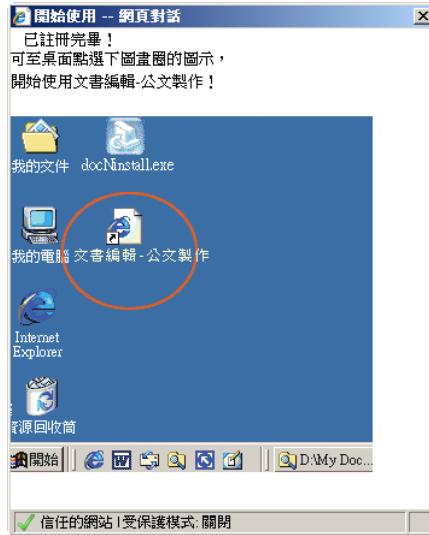 開始使用 -- 網頁對話
已註冊完畢！
可至桌面點選下圖畫圈的圖示，
開始使用文書編輯-公文製作！
我的文件 docNinstall.exe
我的電腦 文書編輯-公文製作
Internet
Explorer
資源回收筒
開始 D:\My Doc...
信任的網站 | 受保護模式: 關閉